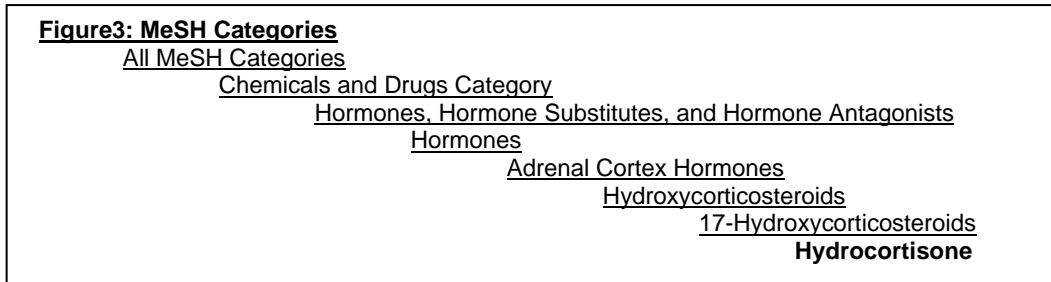 Figure3: MeSH Categories
All MeSH Categories
Chemicals and Drugs Category
Hormones, Hormone Substitutes, and Hormone Antagonists
Hormones
Adrenal Cortex Hormones
Hydroxycorticosteroids
17-Hydroxycorticosteroids
Hydrocortisone